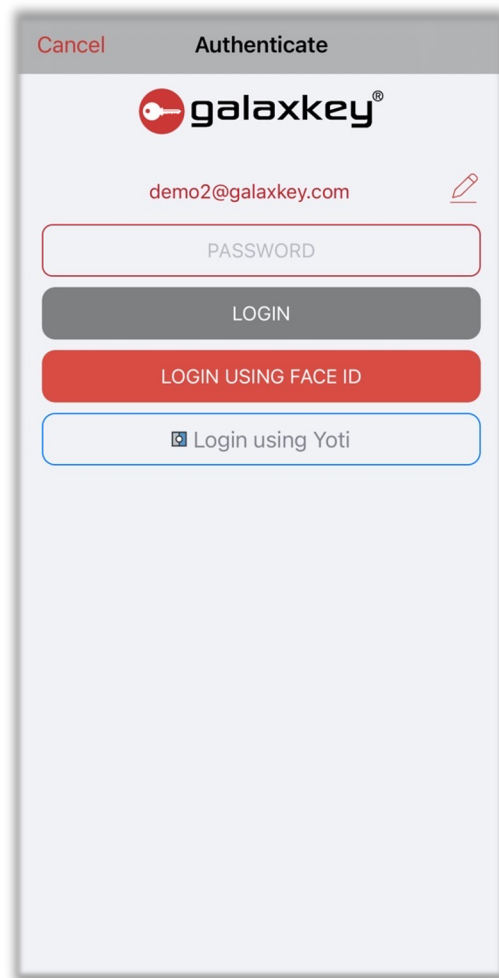 Cancel Authenticate
galaxkey®
demo2@galaxkey.com
PASSWORD
LOGIN
LOGIN USING FACE ID
Login using Yoti